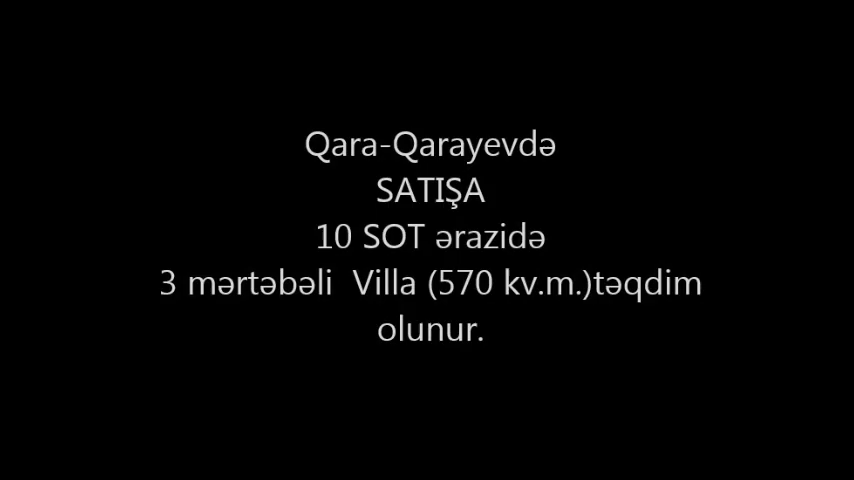 Qara-Qarayevdə
SATIŞA
10 SOT ərazidə
3 mərtəbəli  Villa (570 kv.m.)təqdim
olunur.